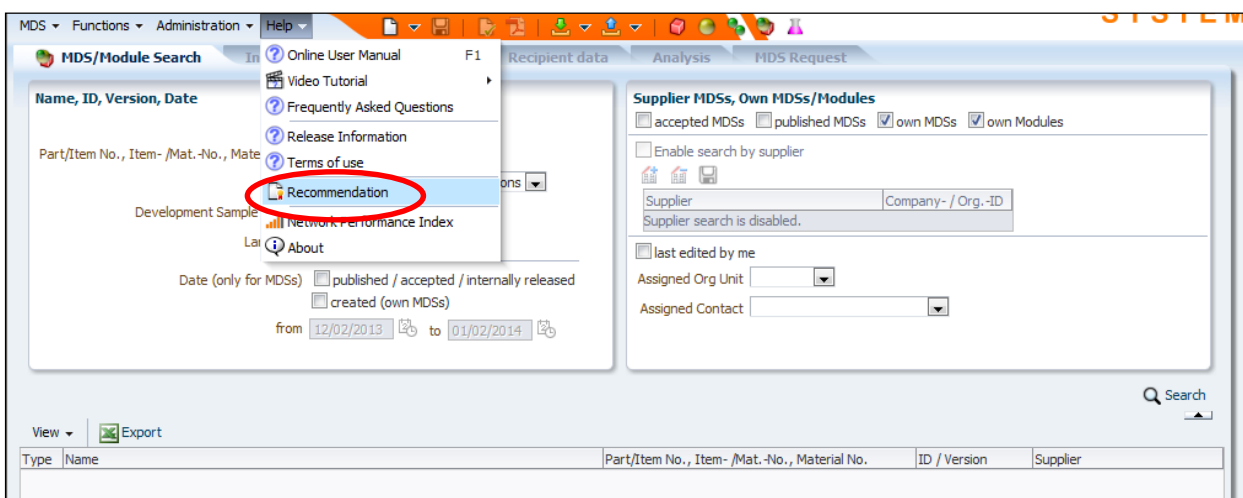 MDS Functions Administration Help
SYSTEM
MDS/Module Search In Recipient data Analysis MDS Request
Online User Manual F1
Video Tutorial
Frequently Asked Questions
Release Information
Terms of use
Recommendation
Network Performance Index
About
Name, ID, Version, Date
Part/Item No., Item- /Mat.-No., Mate
ons
Development Sample
Lan
Date (only for MDSs) published / accepted / internally released
created (own MDSs)
from 12/02/2013 to 01/02/2014
Supplier MDSs, Own MDSs/Modules
accepted MDSs published MDSs own MDSs own Modules
Enable search by supplier
Supplier Company- / Org.-ID
Supplier search is disabled.
last edited by me
Assigned Org Unit
Assigned Contact
Search
View Export
Type Name Part/Item No., Item- /Mat.-No., Material No. ID / Version Supplier